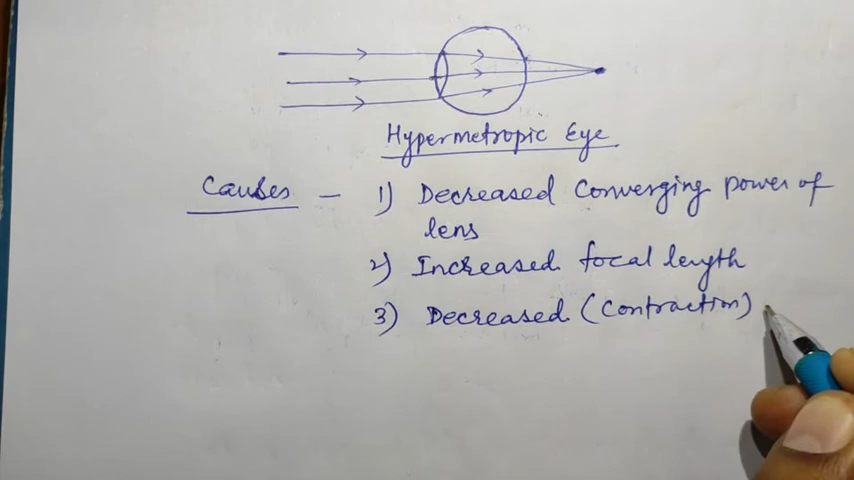 Hypermetropic Eye
Causes - 1) Decreased Converging power of
lens
2) Increased focal length
3) Decreased (Contraction)